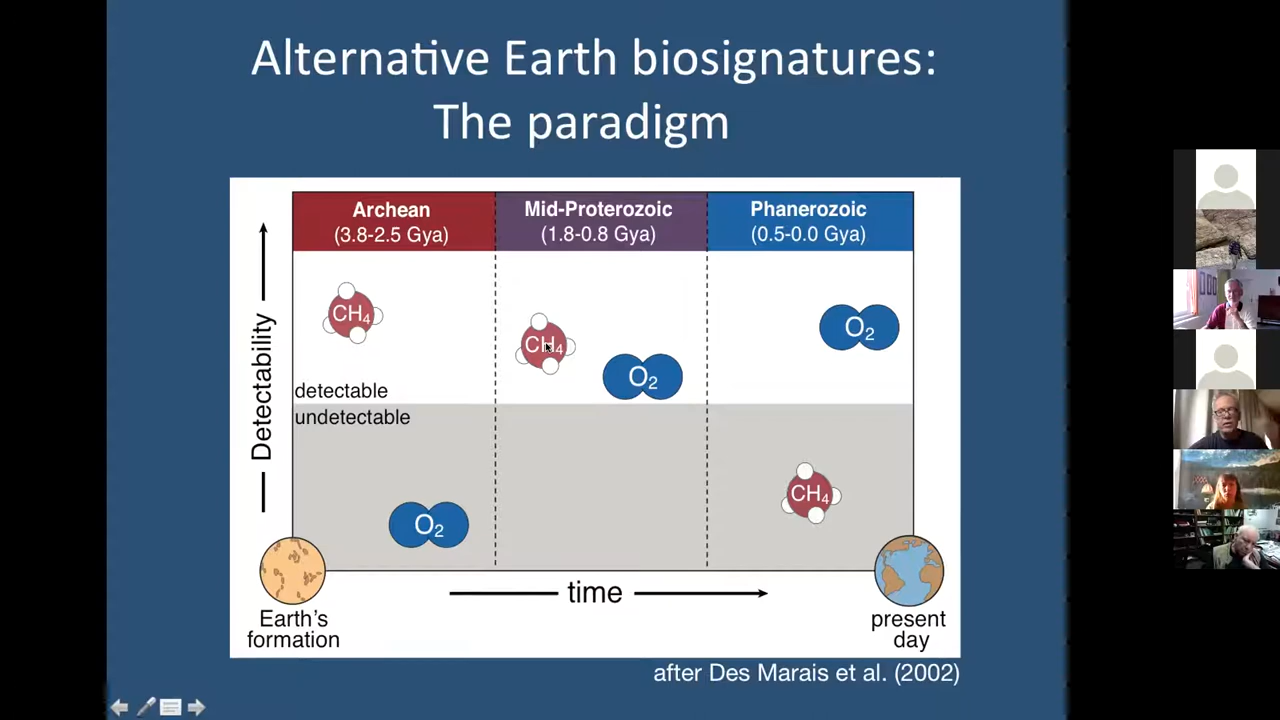 Alternative Earth biosignatures:
The paradigm
Archean
(3.8-2.5 Gya)
Mid-Proterozoic
(1.8-0.8 Gya)
Phanerozoic
(0.5-0.0 Gya)
Detectability
CH4
CH4
O2
O2
detectable
undetectable
O2
CH4
time
Earth's
formation
present
day
after Des Marais et al. (2002)